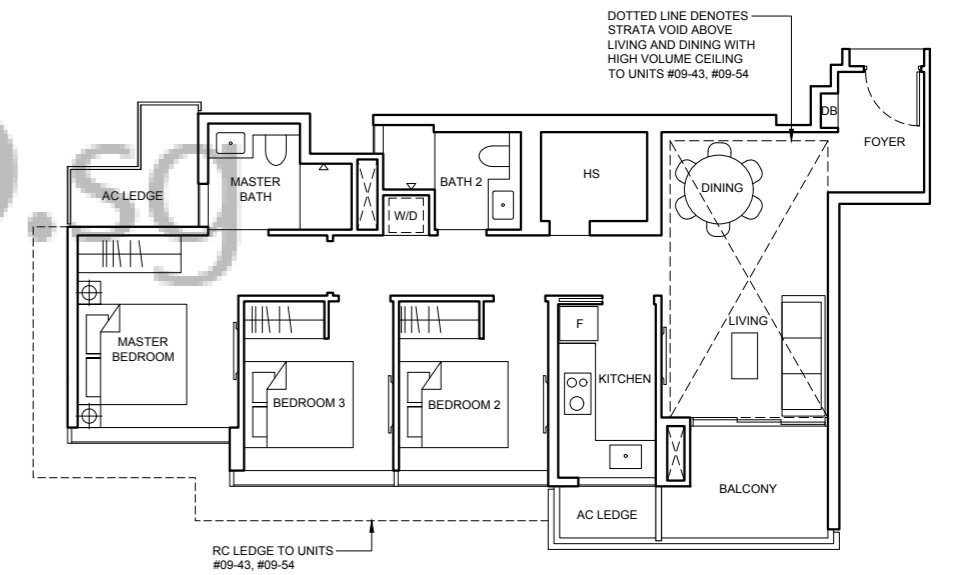 DOTTED LINE DENOTES
STRATA VOID ABOVE
LIVING AND DINING WITH
HIGH VOLUME CEILING
TO UNITS #09-43, #09-54
DB
FOYER
DINING
HS
BATH 2
W/D
MASTER
BATH
AC LEDGE
.sg
LIVING
F
KITCHEN
MASTER
BEDROOM
BEDROOM 3
BEDROOM 2
BALCONY
AC LEDGE
RC LEDGE TO UNITS
#09-43, #09-54